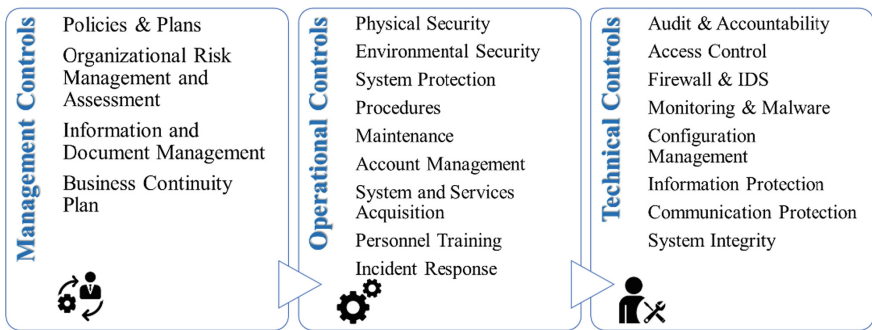 Management Controls
Policies & Plans
Organizational Risk
Management and
Assessment
Information and
Document Management
Business Continuity
Plan
Operational Controls
Physical Security
Environmental Security
System Protection
Procedures
Maintenance
Account Management
System and Services
Acquisition
Personnel Training
Incident Response
Technical Controls
Audit & Accountability
Access Control
Firewall & IDS
Monitoring & Malware
Configuration
Management
Information Protection
Communication Protection
System Integrity